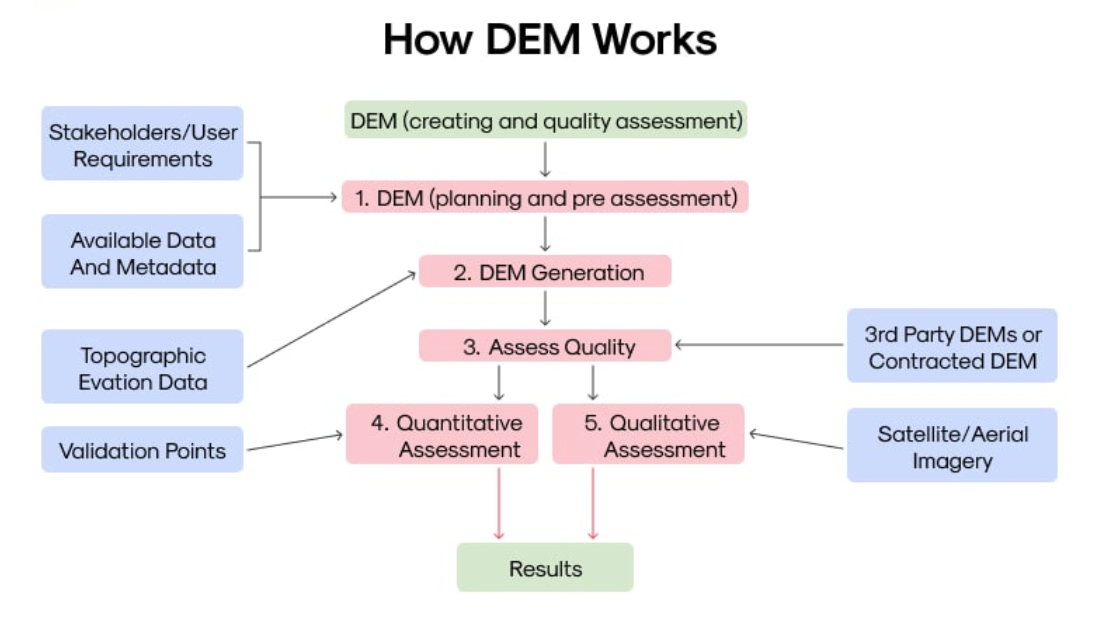 How DEM Works
Stakeholders/User
Requirements
DEM (creating and quality assessment)
1. DEM (planning and pre assessment)
Available Data
And Metadata
2. DEM Generation
3. Assess Quality
3rd Party DEMs or
Contracted DEM
Topographic
Evation Data
4. Quantitative
Assessment
5. Qualitative
Assessment
Validation Points
Satellite/Aerial
Imagery
Results